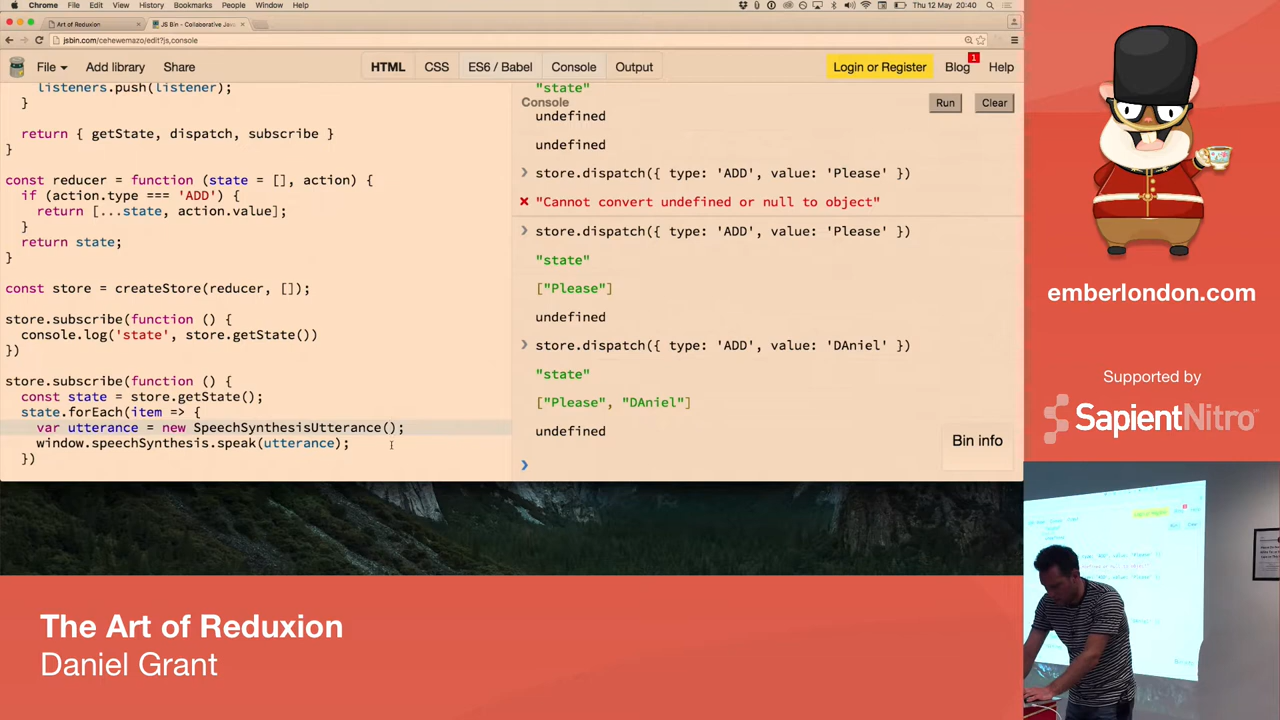 Chrome File Edit View History Bookmarks People Window Help
Thu 12 May 20:40
Art of Reduxion
JS Bin - Collaborative Jav
jsbin.com/cehewemazo/edit?js,console
File Add library Share HTML CSS ES6 / Babel Console Output Login or Register Blog 1 Help
listeners.push(listener);
}
return { getState, dispatch, subscribe }
}
const reducer = function (state = [], action) {
if (action.type === 'ADD') {
return [...state, action.value];
}
return state;
}
const store = createStore(reducer, []);
store.subscribe(function () {
console.log('state', store.getState())
})
store.subscribe(function () {
const state = store.getState();
state.forEach(item => {
var utterance = new SpeechSynthesisUtterance();
window.speechSynthesis.speak(utterance);
})
"state"
Console
Run
Clear
undefined
undefined
store.dispatch({ type: 'ADD', value: 'Please' })
"Cannot convert undefined or null to object"
store.dispatch({ type: 'ADD', value: 'Please' })
"state"
["Please"]
undefined
store.dispatch({ type: 'ADD', value: 'DAniel' })
"state"
["Please", "DAniel"]
undefined
Bin info
emberlondon.com
Supported by
SapientNitro
The Art of Reduxion
Daniel Grant